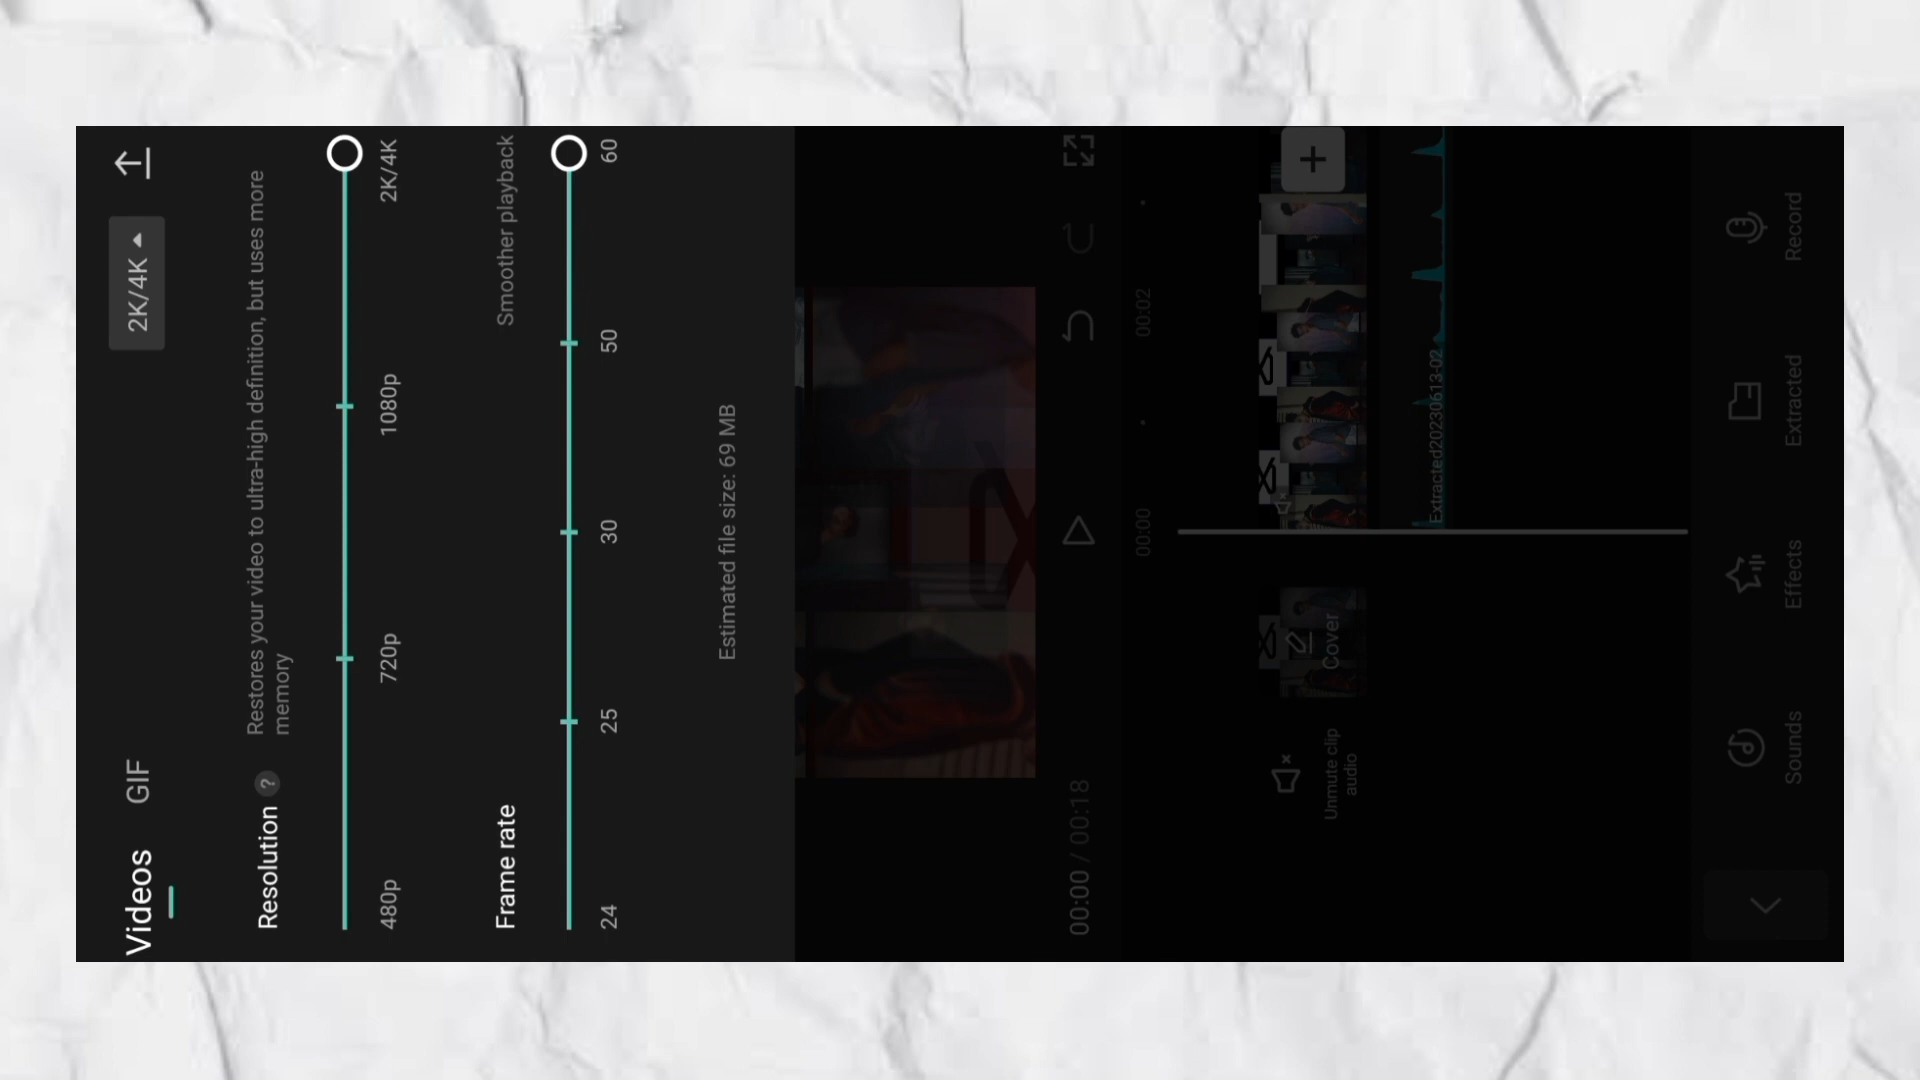 Videos
GIF
2K/4K
Resolution ?
Restores your video to ultra-high definition, but uses more
memory
480p
720p
1080p
2K/4K
Frame rate
Smoother playback
24
25
30
50
60
Estimated file size: 69 MB
00:00 / 00:18
00:00
00:02
Unmute clip
audio
Cover
Extracted20230613-02
Sounds
Effects
Extracted
Record